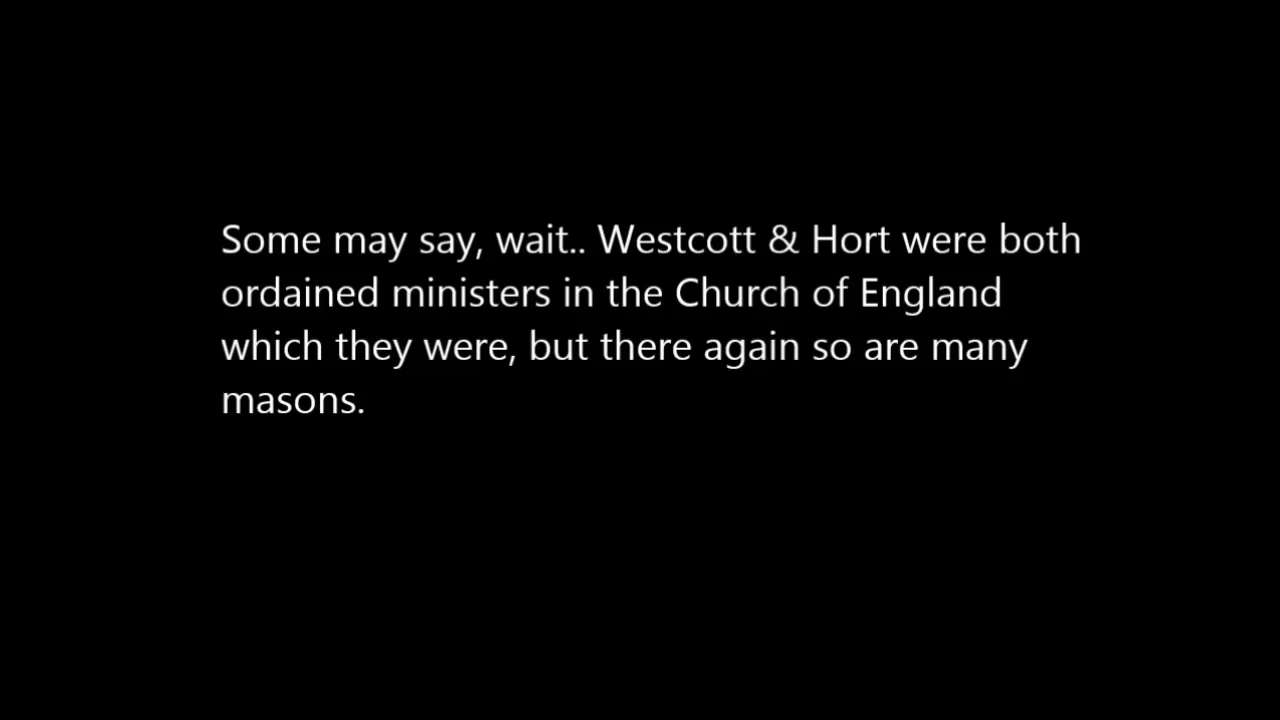 Some may say, wait.. Westcott & Hort were both
ordained ministers in the Church of England
which they were, but there again so are many
masons.